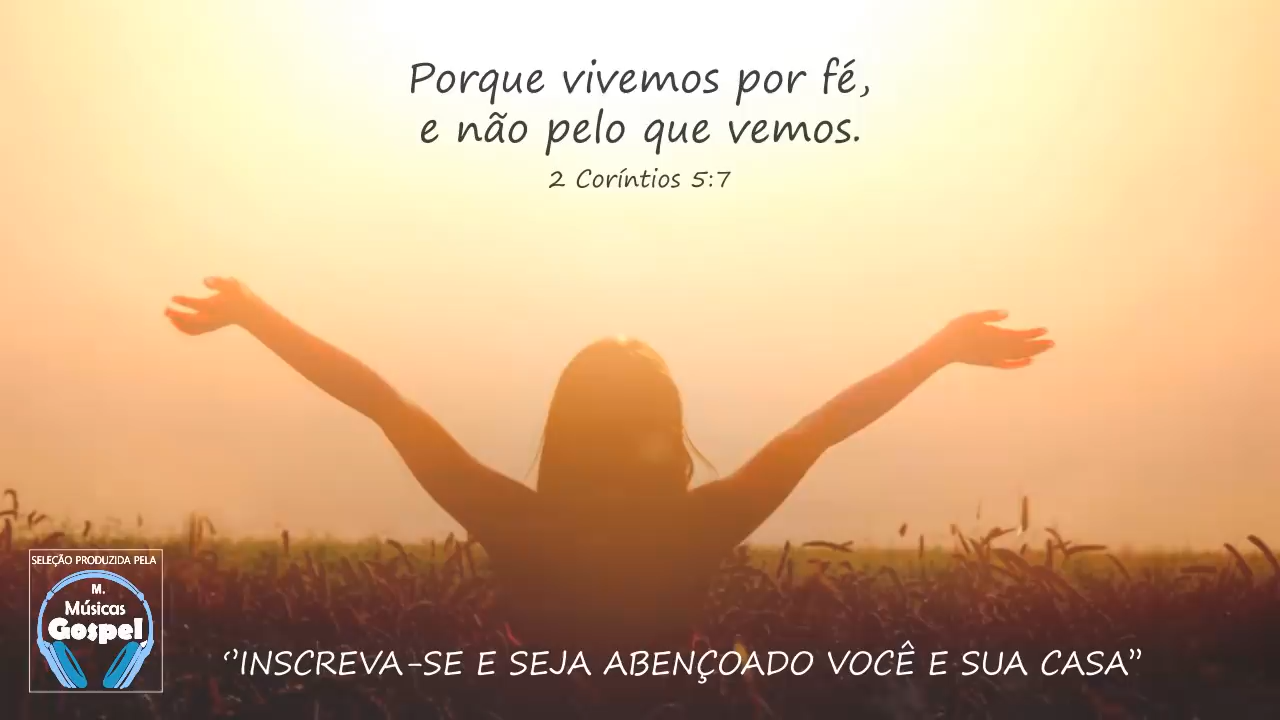 Porque vivemos por fé,
e não pelo que vemos.
2 Coríntios 5:7
SELEÇÃO PRODUZIDA PELA
M.
Músicas
Gospel
“INSCREVA-SE E SEJA ABENÇOADO VOCÊ E SUA CASA”